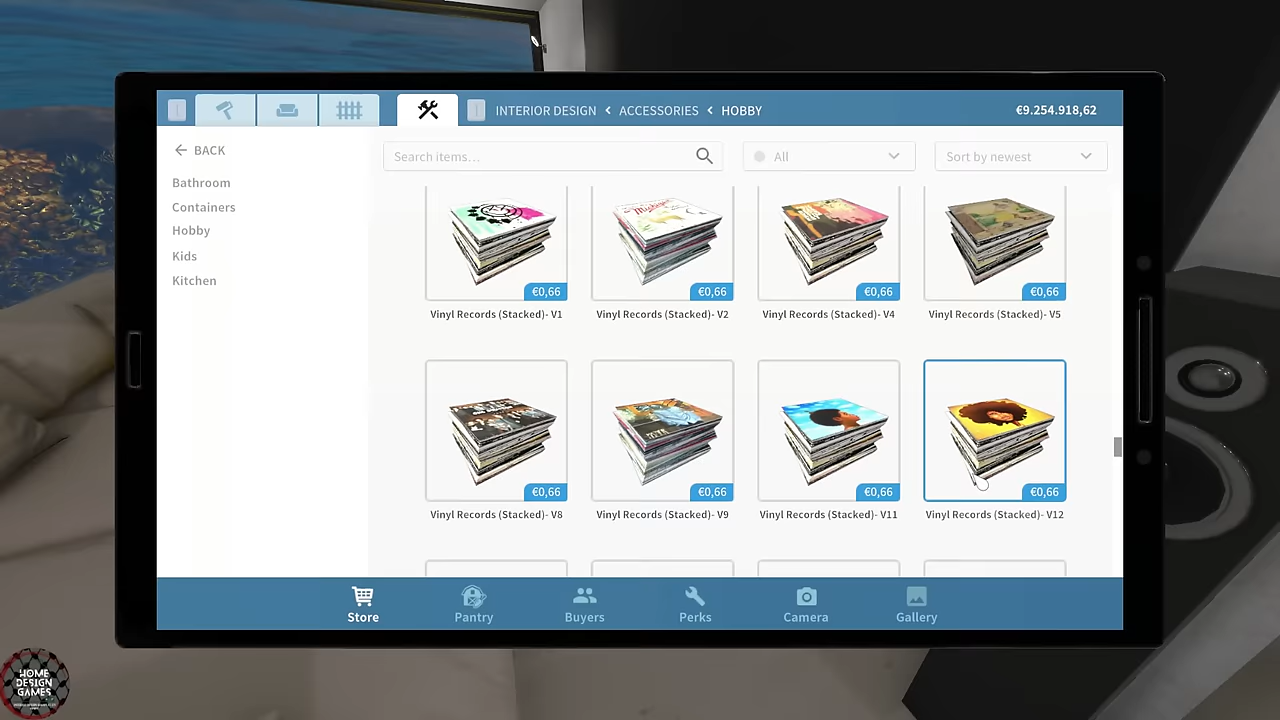 INTERIOR DESIGN < ACCESSORIES < HOBBY
€9.254.918,62
BACK
Search items...
All
Sort by newest
Bathroom
Containers
Hobby
Kids
Kitchen
€0,66 €0,66 €0,66 €0,66
Vinyl Records (Stacked)- V1
Vinyl Records (Stacked)- V2
Vinyl Records (Stacked)- V4
Vinyl Records (Stacked)- V5
€0,66 €0,66 €0,66 €0,66
Vinyl Records (Stacked)- V8
Vinyl Records (Stacked)- V9
Vinyl Records (Stacked)- V11
Vinyl Records (Stacked)- V12
Store
Pantry
Buyers
Perks
Camera
Gallery
HOME
DESIGN
GAMES